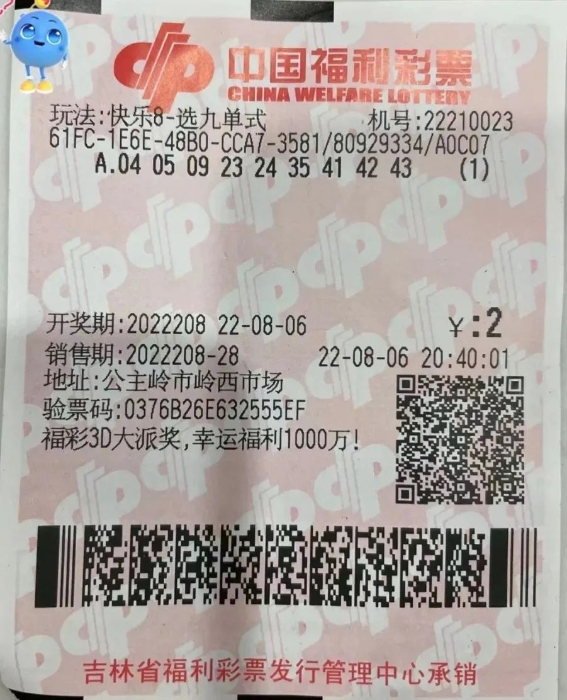 中国福利彩票
CHINA WELFARE LOTTERY
玩法:快乐8-选九单式 机号:22210023
61FC-1E6E-48B0-CCA7-3581/80929334/A0C07
A.04 05 09 23 24 35 41 42 43 (1)
开奖期:2022208 22-08-06 ¥:2
销售期:2022208-28 22-08-06 20:40:01
地址:公主岭市岭西市场
验票码:0376B26E632555EF
福彩3D大派奖,幸运福利1000万!
吉林省福利彩票发行管理中心承销